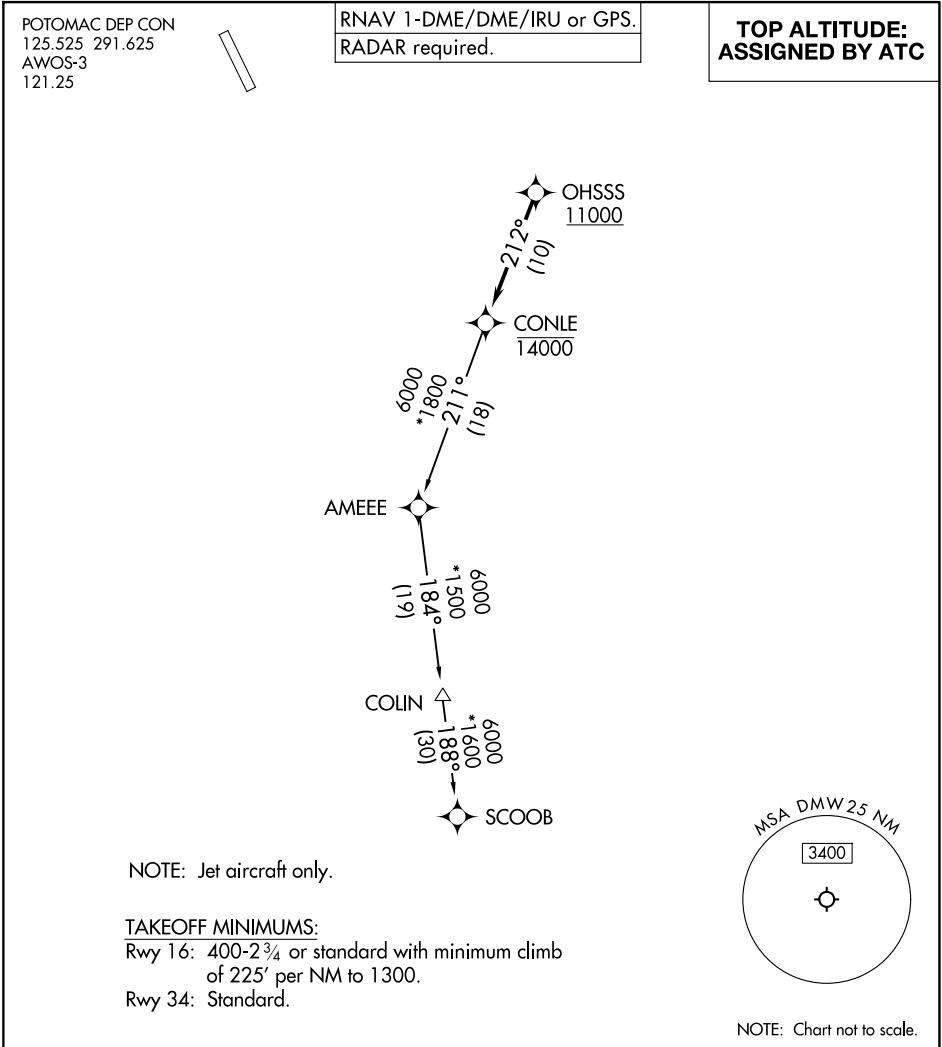 POTOMAC DEP CON
125.525 291.625
AWOS-3
121.25
RNAV 1-DME/DME/IRU or GPS.
RADAR required.
TOP ALTITUDE:
ASSIGNED BY ATC
OHSSS
11000
212°
(10)
CONLE
14000
6000
*1800
211°
(18)
AMEEE
6000
*1500
184°
(19)
COLIN
6000
*1600
188°
(30)
SCOOB
MSA DMW 25 NM
3400
NOTE: Jet aircraft only.
TAKEOFF MINIMUMS:
Rwy 16: 400-2 3/4 or standard with minimum climb
of 225' per NM to 1300.
Rwy 34: Standard.
NOTE: Chart not to scale.